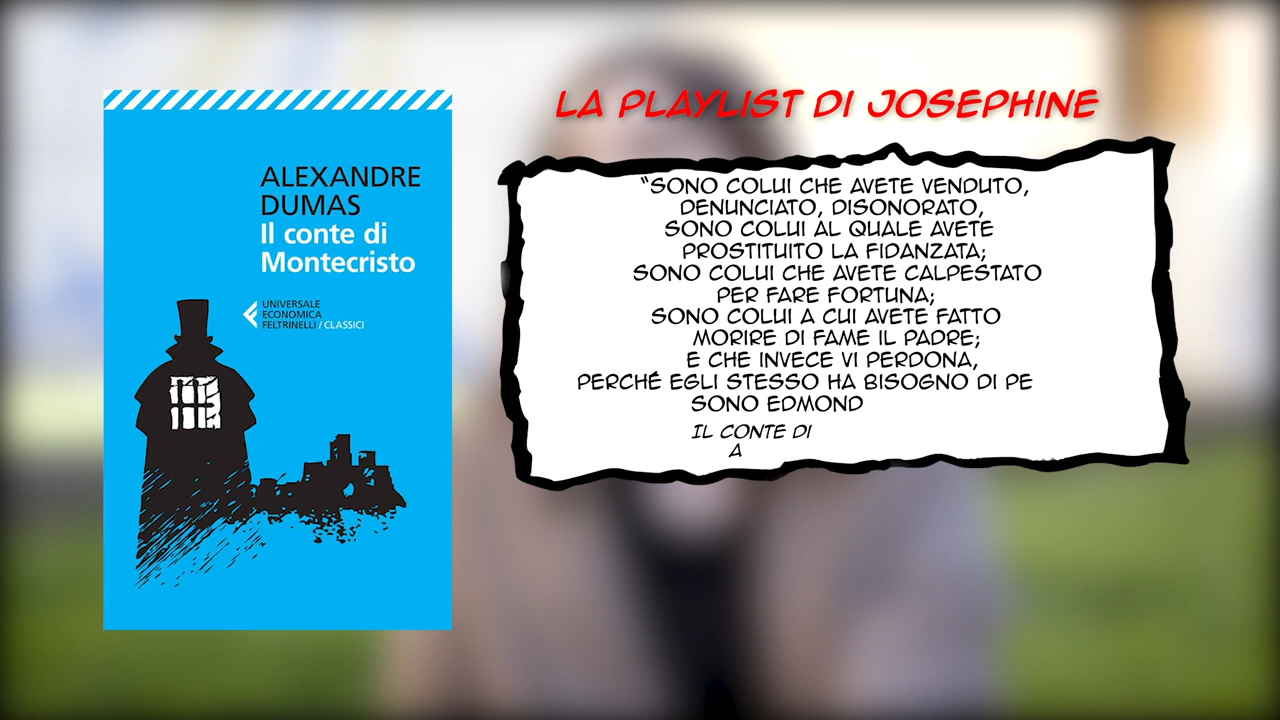 ALEXANDRE
DUMAS
Il conte di
Montecristo
UNIVERSALE
ECONOMICA
FELTRINELLI / CLASSICI
LA PLAYLIST DI JOSEPHINE
“SONO COLUI CHE AVETE VENDUTO,
DENUNCIATO, DISONORATO,
SONO COLUI AL QUALE AVETE
PROSTITUITO LA FIDANZATA;
SONO COLUI CHE AVETE CALPESTATO
PER FARE FORTUNA;
SONO COLUI A CUI AVETE FATTO
MORIRE DI FAME IL PADRE;
E CHE INVECE VI PERDONA,
PERCHÉ EGLI STESSO HA BISOGNO DI PE
SONO EDMOND
IL CONTE DI
A